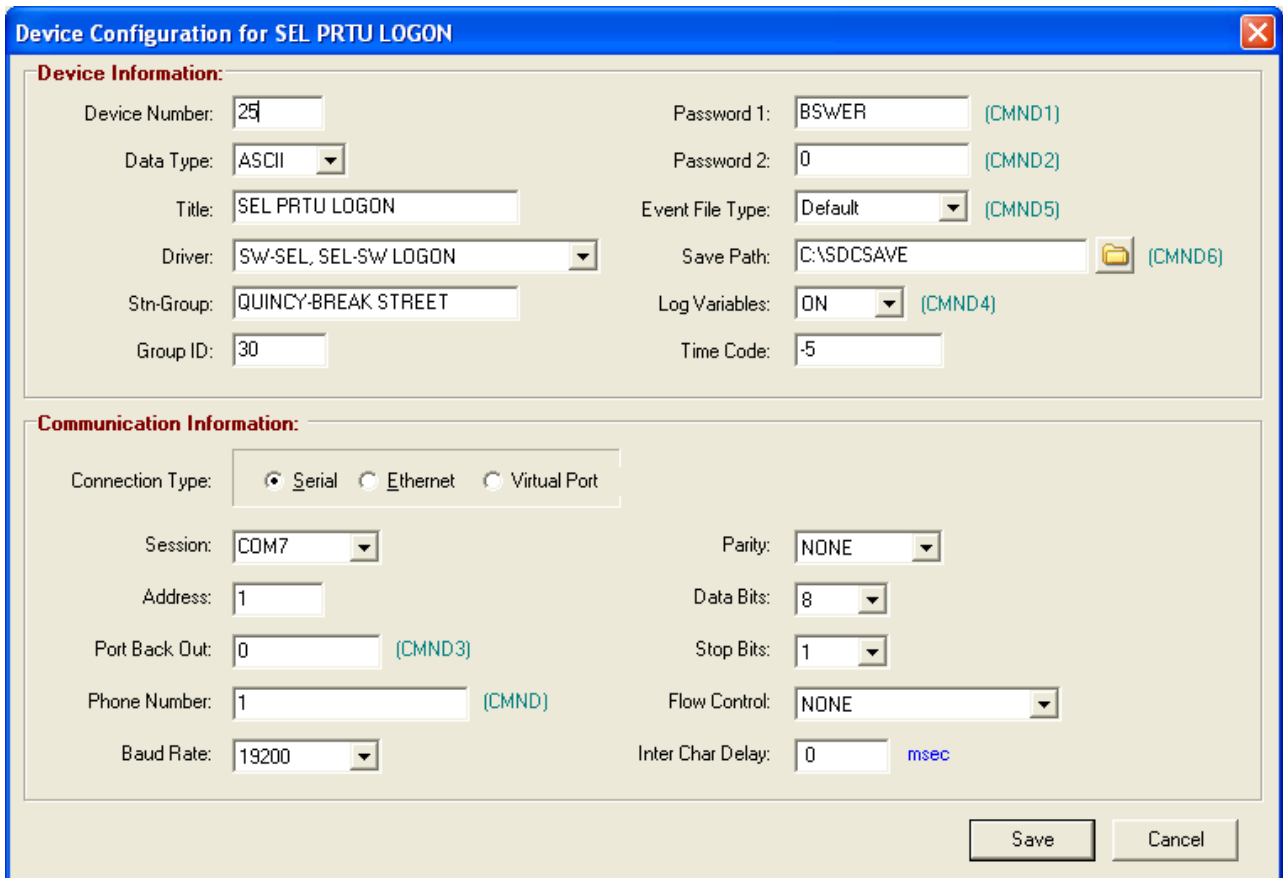 Device Configuration for SEL PRTU LOGON
Device Information:
Device Number: 25
Data Type: ASCII
Title: SEL PRTU LOGON
Driver: SW-SEL, SEL-SW LOGON
Stn-Group: QUINCY-BREAK STREET
Group ID: 30
Password 1: BSWER (CMND1)
Password 2: 0 (CMND2)
Event File Type: Default (CMND5)
Save Path: C:\SDCSAVE (CMND6)
Log Variables: ON (CMND4)
Time Code: -5
Communication Information:
Connection Type: Serial Ethernet Virtual Port
Session: COM7
Address: 1
Port Back Out: 0 (CMND3)
Phone Number: 1 (CMND)
Baud Rate: 19200
Parity: NONE
Data Bits: 8
Stop Bits: 1
Flow Control: NONE
Inter Char Delay: 0 msec
Save Cancel